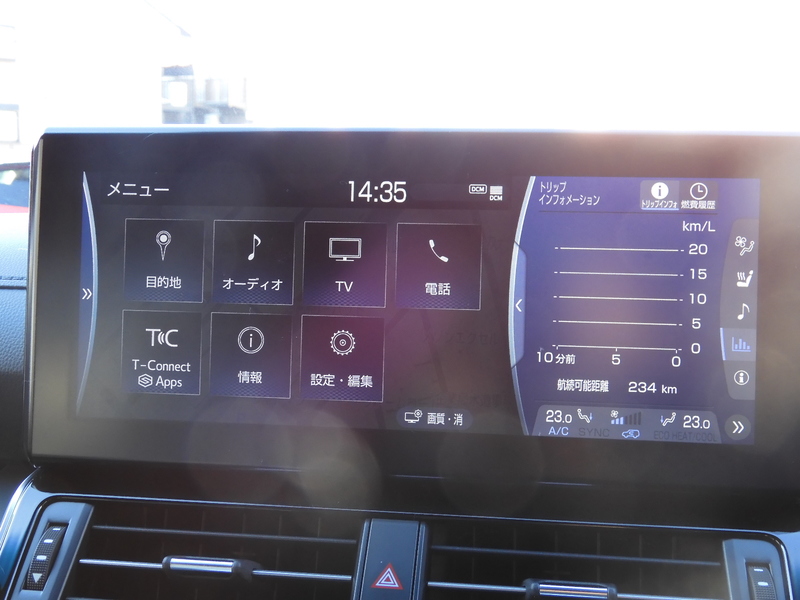 メニュー
14:35
DCM
DCM
目的地
オーディオ
TV
電話
T-Connect
Apps
情報
設定・編集
画質・消
トリップ
インフォメーション
トリップインフォ
燃費履歴
km/L
20
15
10
5
0
10分前 5 0
航続可能距離 234 km
23.0
A/C
SYNC
23.0
ECO HEAT/COOL